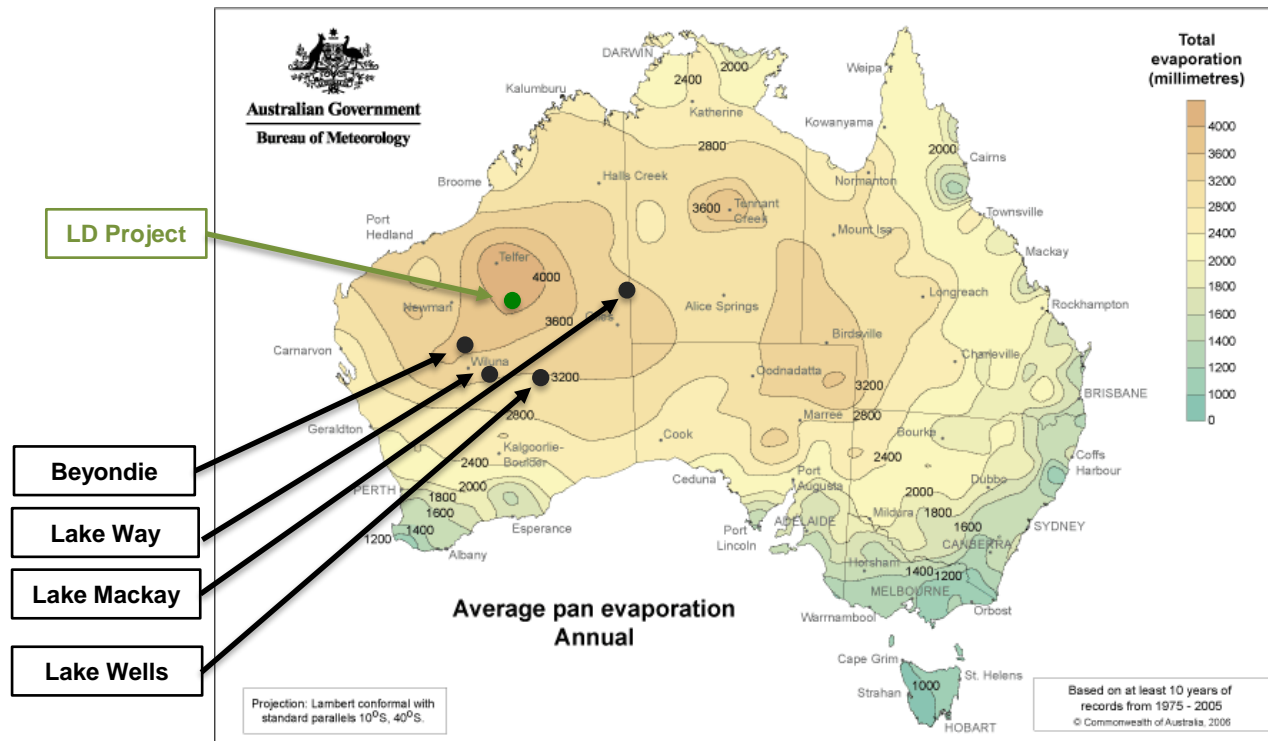 Australian Government
Bureau of Meteorology
Total
evaporation
(millimetres)
4000
3600
3200
2800
2400
2000
1800
1600
1400
1200
1000
0
DARWIN
2000
2400
Weipa
Kalumburu
Katherine
Kowanyama
2800
2000
Cairns
Broome
Halls Creek
Normanton
3600
Tennant
Creek
Townsville
LD Project
Port
Hedland
Mount Isa
Mackay
Telfer
4000
Newman
Alice Springs
Longreach
Rockhampton
3600
Giles
Birdsville
Carnarvon
Wiluna
3200
Oodnadatta
Charleville
3200
BRISBANE
2800
Marree
2800
Geraldton
Cook
Bourke
Coffs
Harbour
Beyondie
Kalgoorlie-
Boulder
2400
2400
Ceduna
Port
Augusta
Dubbo
PERTH
2000
1800
2000
Mildura
1800
SYDNEY
Lake Way
1600
Esperance
ADELAIDE
1600
1400
1200
Albany
Port
Lincoln
CANBERRA
Horsham
1400
1200
Lake Mackay
MELBOURNE
Orbost
Average pan evaporation
Annual
Warrnambool
Lake Wells
Cape Grim
St. Helens
1000
Strahan
HOBART
Projection: Lambert conformal with
standard parallels 10°S, 40°S.
Based on at least 10 years of
records from 1975 - 2005
© Commonwealth of Australia, 2006